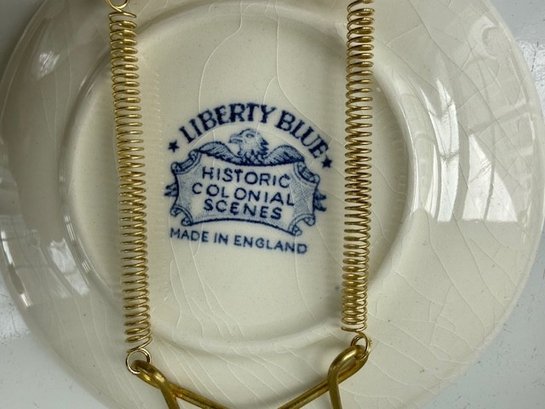 LIBERTY BLUE
HISTORIC
COLONIAL
SCENES
MADE IN ENGLAND